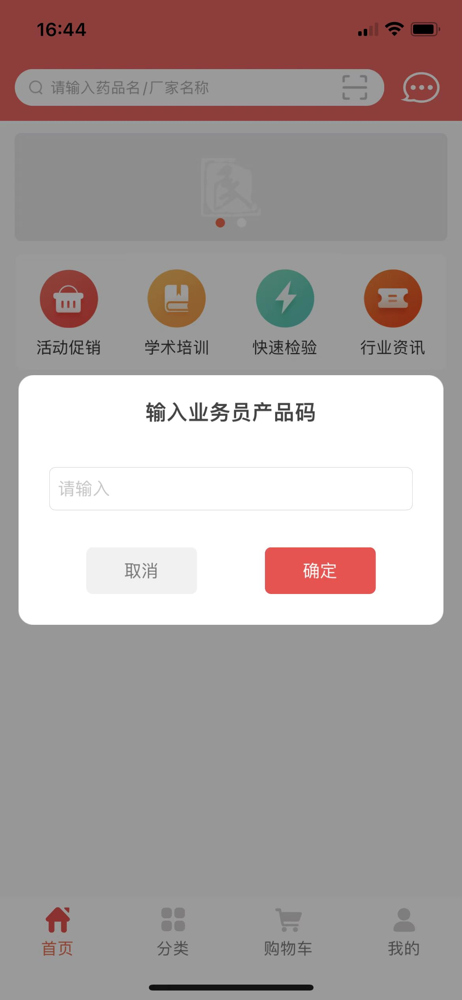 16:44
请输入药品名/厂家名称
民
活动促销
学术培训
快速检验
行业资讯
输入业务员产品码
请输入
取消
确定
首页
分类
购物车
我的